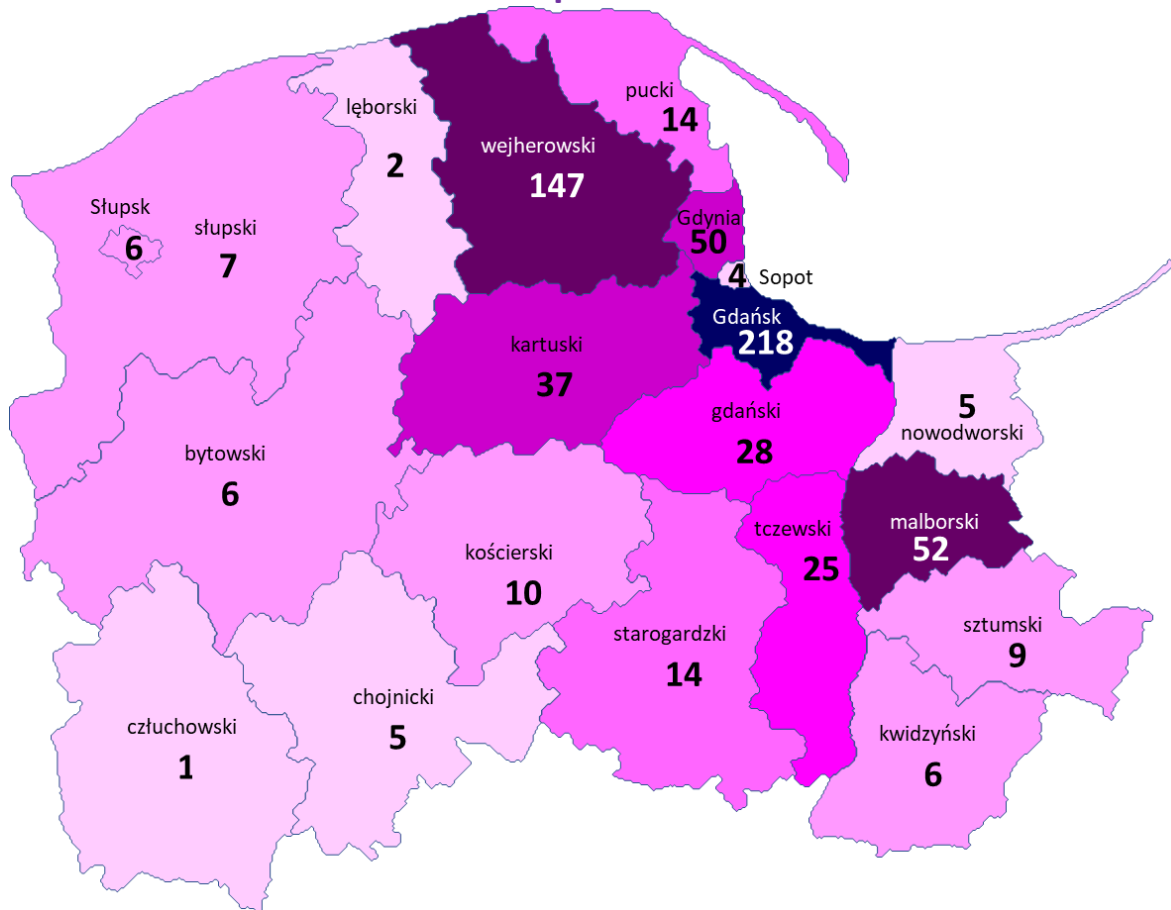 pucki
14
lęborski
2
wejherowski
147
Słupsk
6
słupski
7
Gdynia
50
4 Sopot
Gdańsk
218
kartuski
37
gdański
28
5
nowodworski
bytowski
6
malborski
52
tczewski
25
kościerski
10
starogardzki
14
sztumski
9
chojnicki
5
człuchowski
1
kwidzyński
6